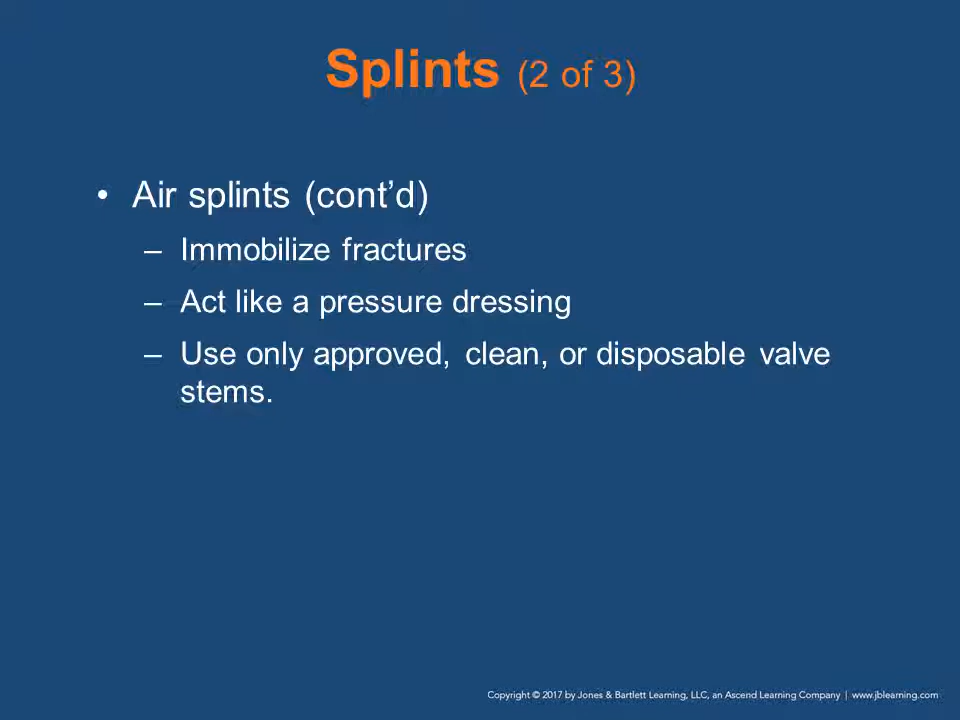 Splints (2 of 3)
• Air splints (cont’d)
– Immobilize fractures
– Act like a pressure dressing
– Use only approved, clean, or disposable valve
stems.
Copyright © 2017 by Jones & Bartlett Learning, LLC, an Ascend Learning Company | www.jblearning.com